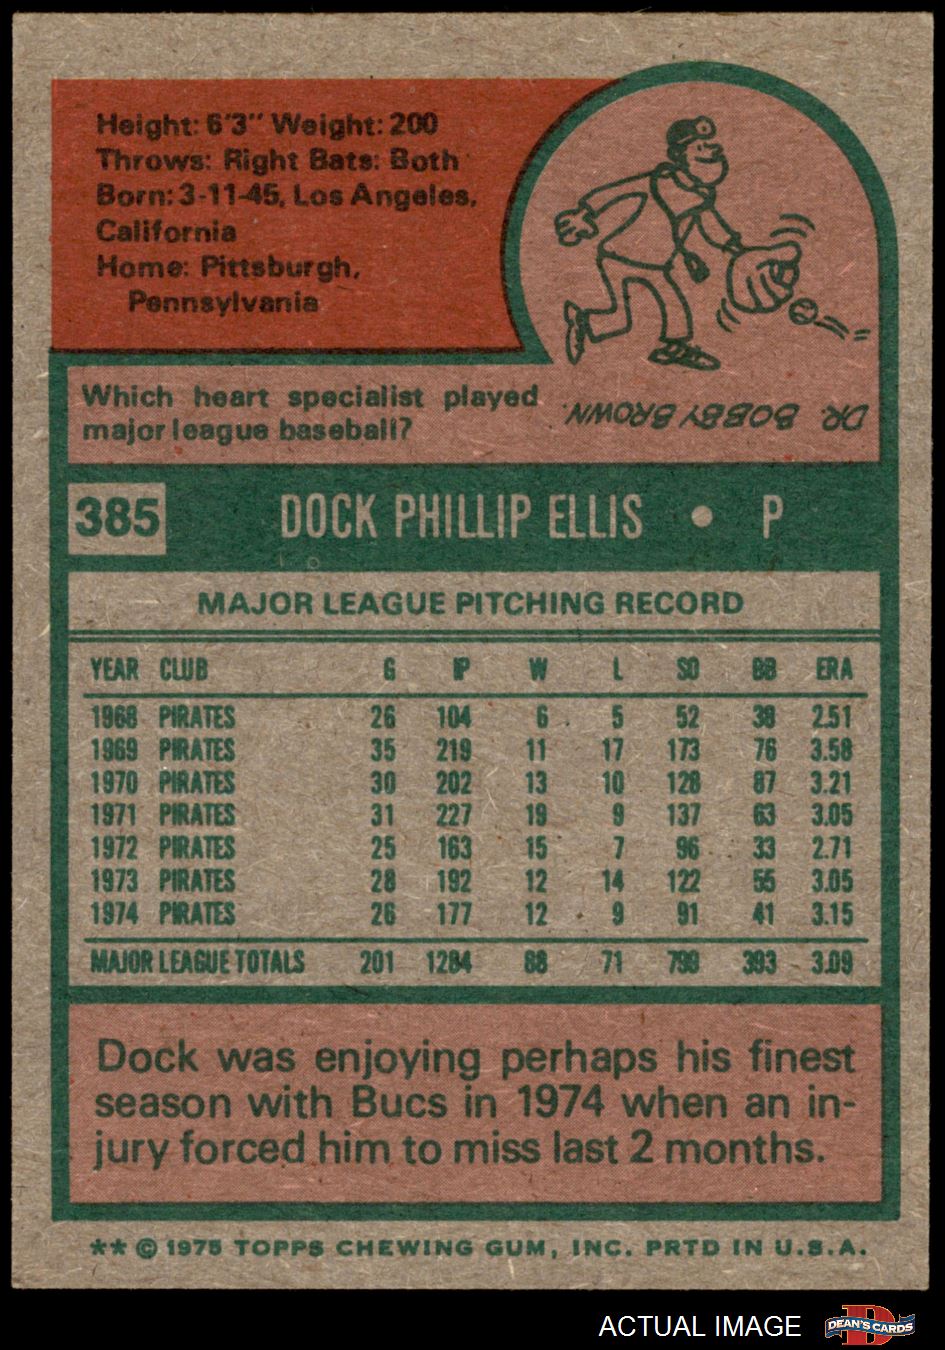 Height: 6'3" Weight: 200
Throws: Right Bats: Both
Born: 3-11-45, Los Angeles,
California
Home: Pittsburgh,
Pennsylvania
Which heart specialist played
major league baseball?
DR. BOBBY BROWN.
385 DOCK PHILLIP ELLIS • P
MAJOR LEAGUE PITCHING RECORD
YEAR CLUB G IP W L SO BB ERA
1968 PIRATES 26 104 6 5 52 38 2.51
1969 PIRATES 35 219 11 17 173 76 3.58
1970 PIRATES 30 202 13 10 128 87 3.21
1971 PIRATES 31 227 19 9 137 63 3.05
1972 PIRATES 25 163 15 7 96 33 2.71
1973 PIRATES 28 192 12 14 122 55 3.05
1974 PIRATES 26 177 12 9 91 41 3.15
MAJOR LEAGUE TOTALS 201 1284 88 71 799 393 3.09
Dock was enjoying perhaps his finest
season with Bucs in 1974 when an in-
jury forced him to miss last 2 months.
** © 1975 TOPPS CHEWING GUM, INC. PRTD IN U.S.A.
ACTUAL IMAGE DEAN'S CARDS